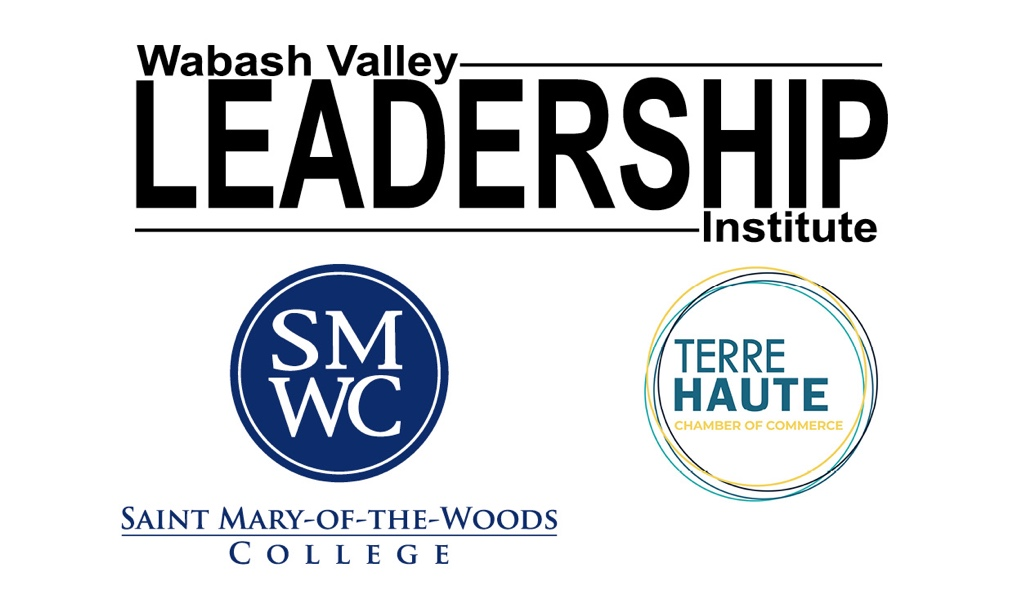 Wabash Valley
LEADERSHIP
Institute
SM
WC
SAINT MARY-OF-THE-WOODS
COLLEGE
TERRE
HAUTE
CHAMBER OF COMMERCE